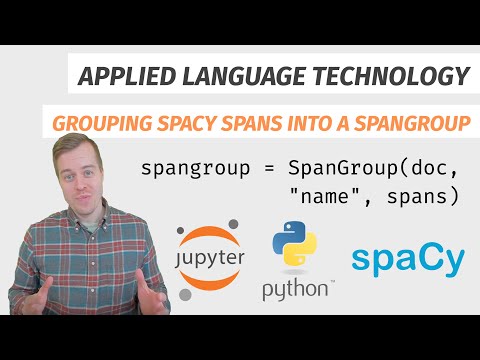 APPLIED LANGUAGE TECHNOLOGY
GROUPING SPACY SPANS INTO A SPANGROUP
spangroup = SpanGroup(doc,
"name", spans)
jupyter
python™
spaCy